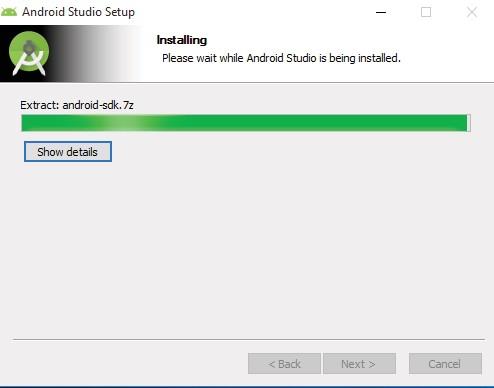 Android Studio Setup
Installing
Please wait while Android Studio is being installed.
Extract: android-sdk.7z
Show details
< Back
Next >
Cancel